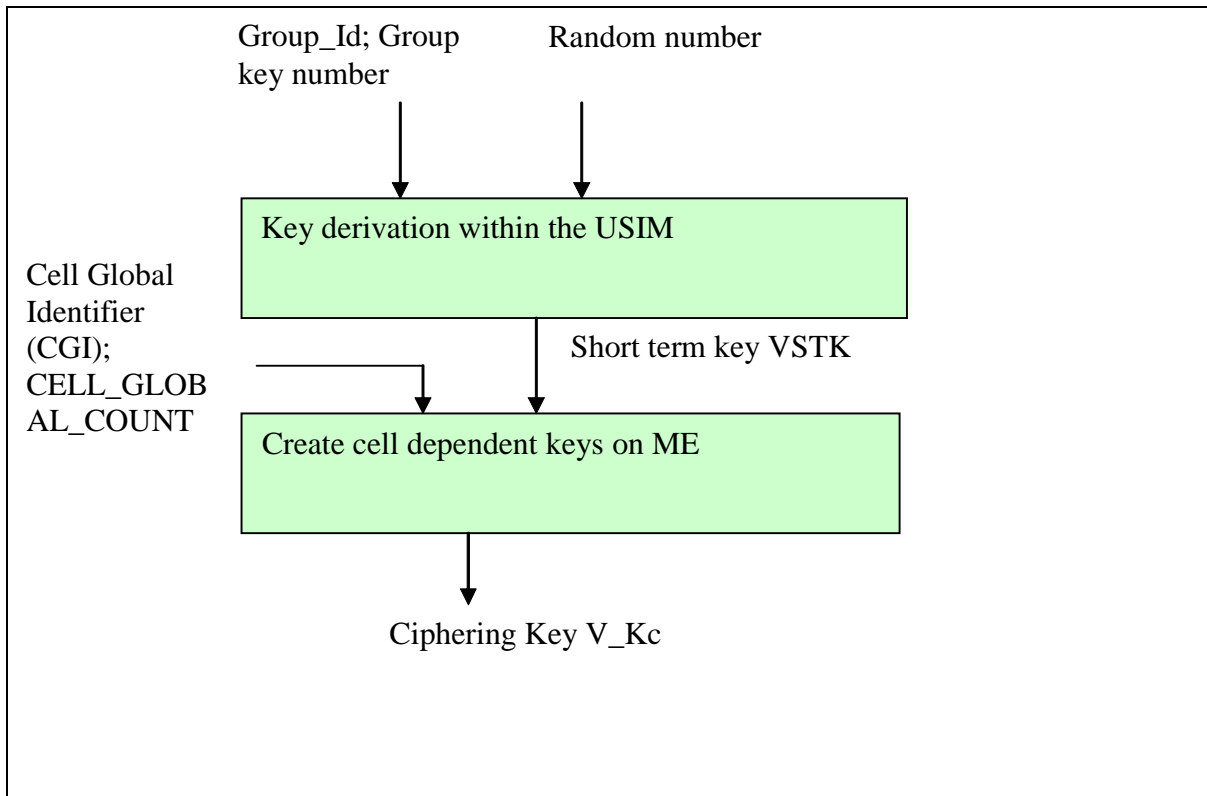 Group_Id; Group
key number
Random number
Key derivation within the USIM
Cell Global
Identifier
(CGI);
CELL_GLOB
AL_COUNT
Short term key VSTK
Create cell dependent keys on ME
Ciphering Key V_Kc